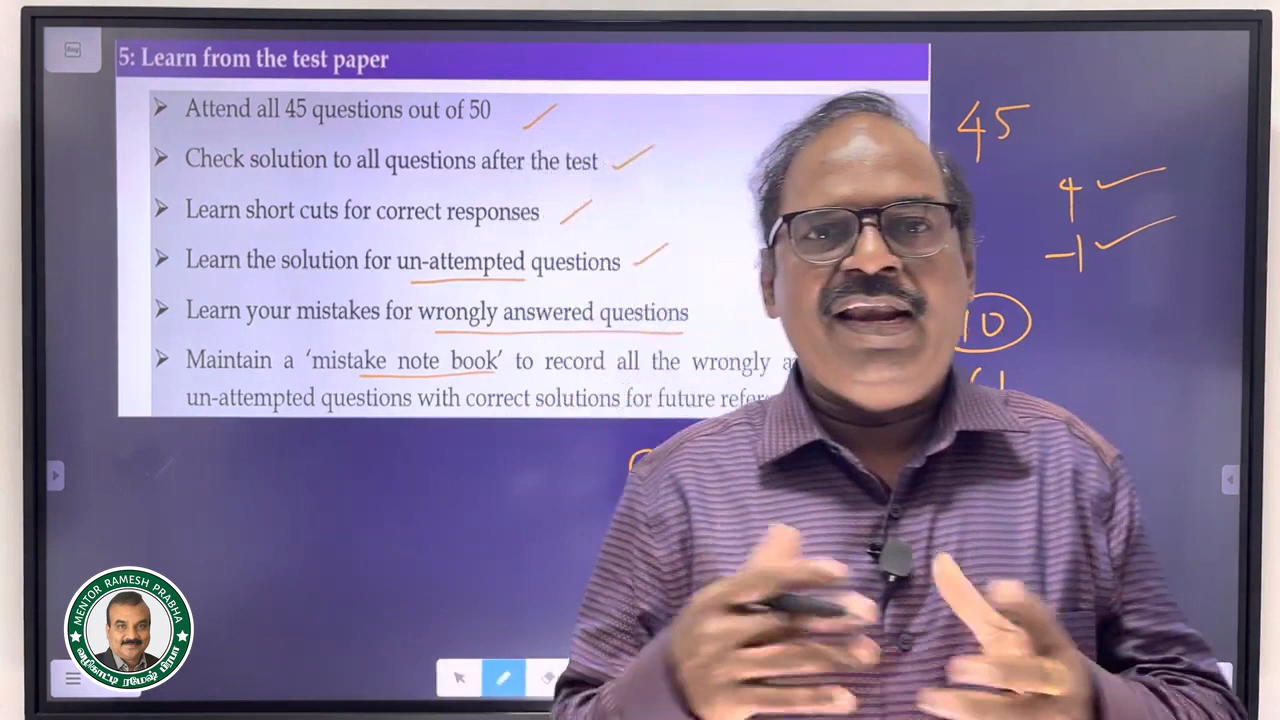 5: Learn from the test paper
➤ Attend all 45 questions out of 50
➤ Check solution to all questions after the test
➤ Learn short cuts for correct responses
➤ Learn the solution for un-attempted questions
➤ Learn your mistakes for wrongly answered questions
➤ Maintain a ‘mistake note book’ to record all the wrongly
un-attempted questions with correct solutions for future
45
4
-1
10
MENTOR RAMESH PRABHA
வழிகாட்டி ரமேஷ் பிரபா